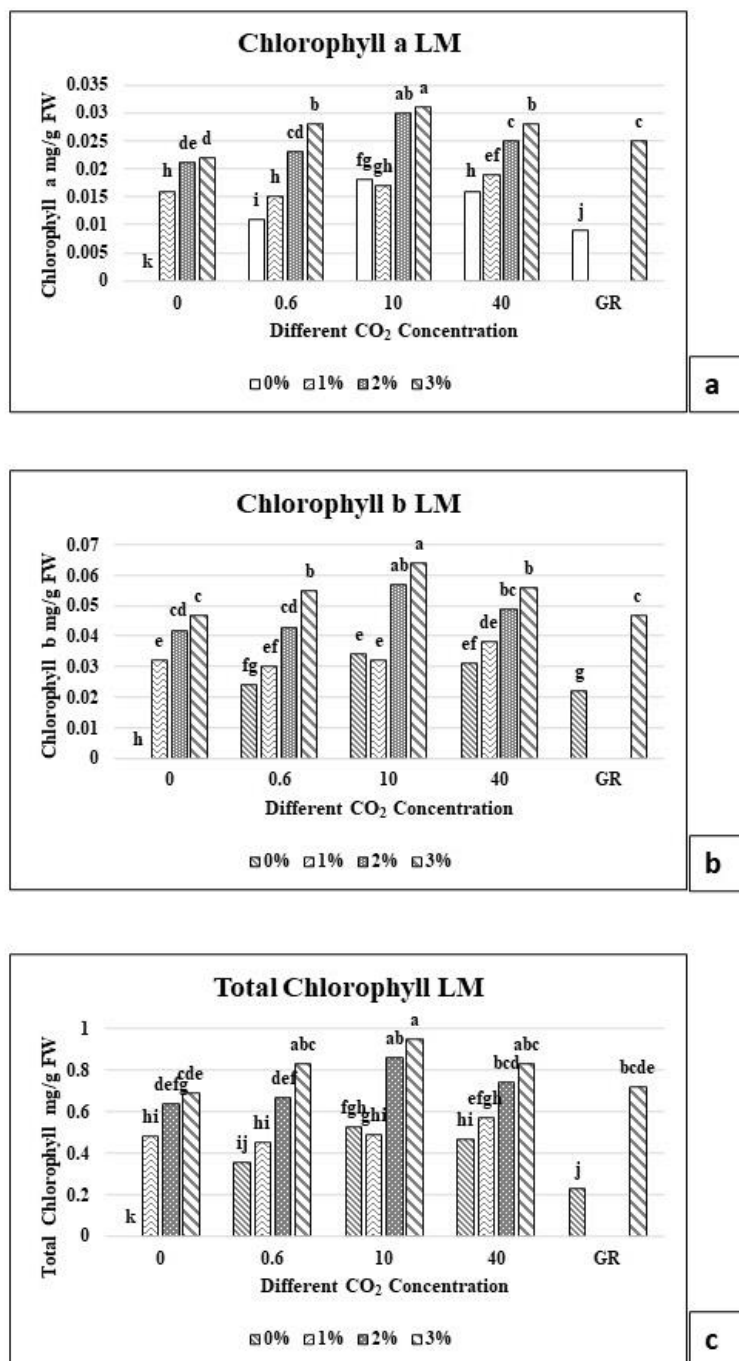 Chlorophyll a LM
Chlorophyll a mg/g FW
0.035
0.03
0.025
0.02
0.015
0.01
0.005
0
k h de d
i h cd b
fg gh ab a
h ef c b
j c
0 0.6 10 40 GR
Different CO₂ Concentration
0% 1% 2% 3%
a
Chlorophyll b LM
Chlorophyll b mg/g FW
0.07
0.06
0.05
0.04
0.03
0.02
0.01
0
h e cd c
fg ef cd b
e e ab a
ef de bc b
g c
0 0.6 10 40 GR
Different CO₂ Concentration
0% 1% 2% 3%
b
Total Chlorophyll LM
Total Chlorophyll mg/g FW
1
0.8
0.6
0.4
0.2
0
k hi defg cde
ij hi def abc
fgh ghi ab a
hi efgh bcd abc
j bcde
0 0.6 10 40 GR
Different CO₂ Concentration
0% 1% 2% 3%
c